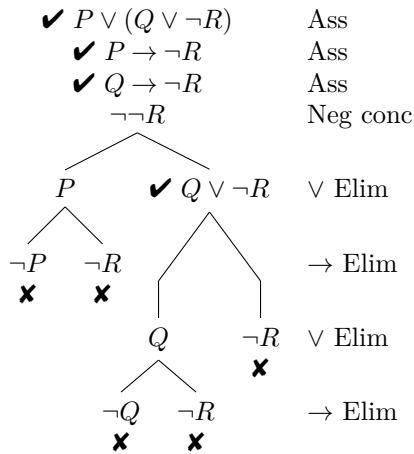 ✔ P ∨ (Q ∨ ¬R) Ass
✔ P → ¬R Ass
✔ Q → ¬R Ass
¬¬R Neg conc
P ✔ Q ∨ ¬R ∨ Elim
¬P ¬R → Elim
✘ ✘
Q ¬R ∨ Elim
✘
¬Q ¬R → Elim
✘ ✘